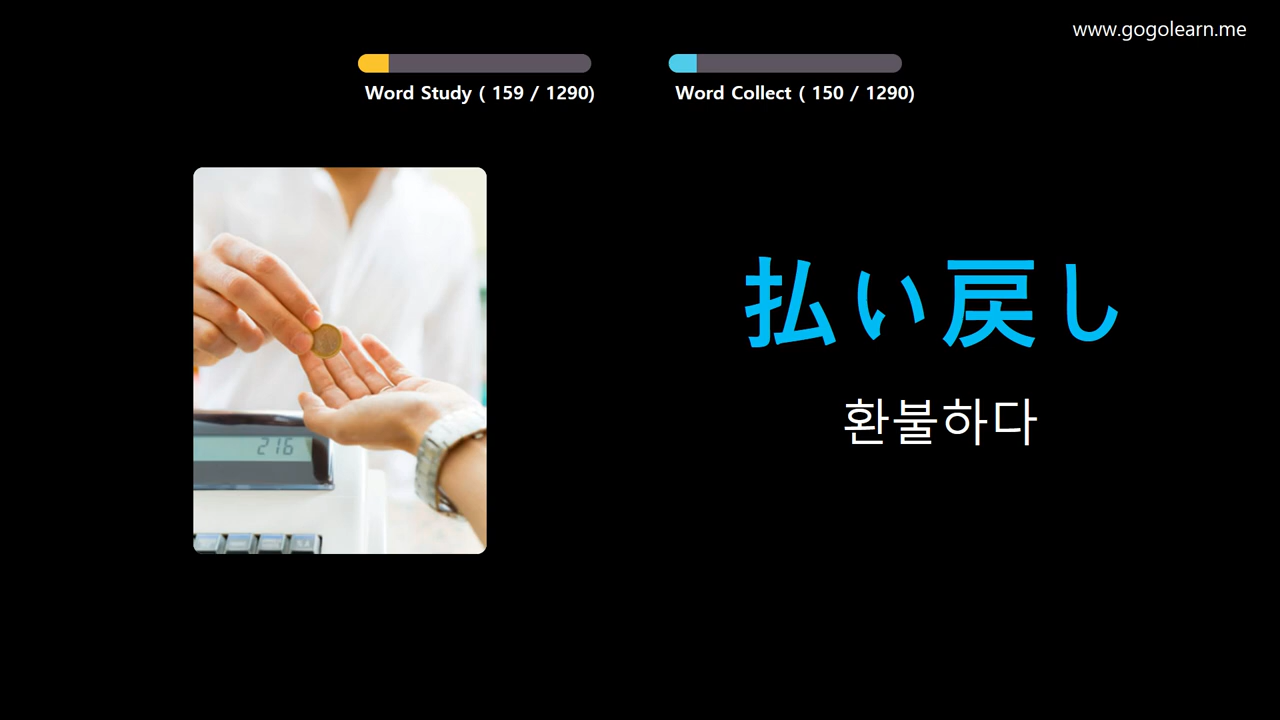 www.gogolearn.me
Word Study ( 159 / 1290)
Word Collect ( 150 / 1290)
払い戻し
환불하다
216